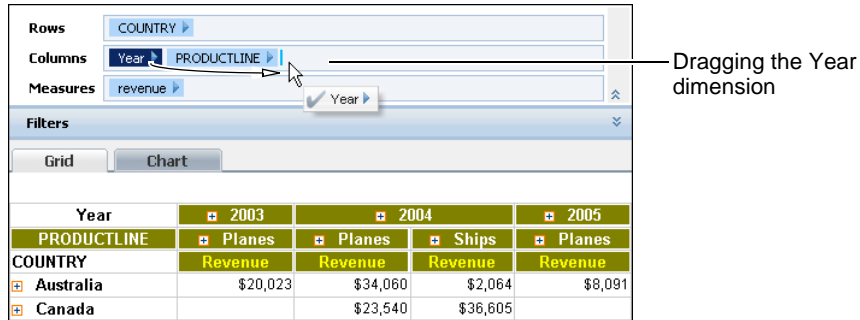 Rows COUNTRY
Columns Year PRODUCTLINE
Measures revenue
Year
Dragging the Year
dimension
Filters
Grid Chart
Year 2003 2004 2005
PRODUCTLINE Planes Planes Ships Planes
COUNTRY Revenue Revenue Revenue Revenue
Australia $20,023 $34,060 $2,064 $8,091
Canada $23,540 $36,605